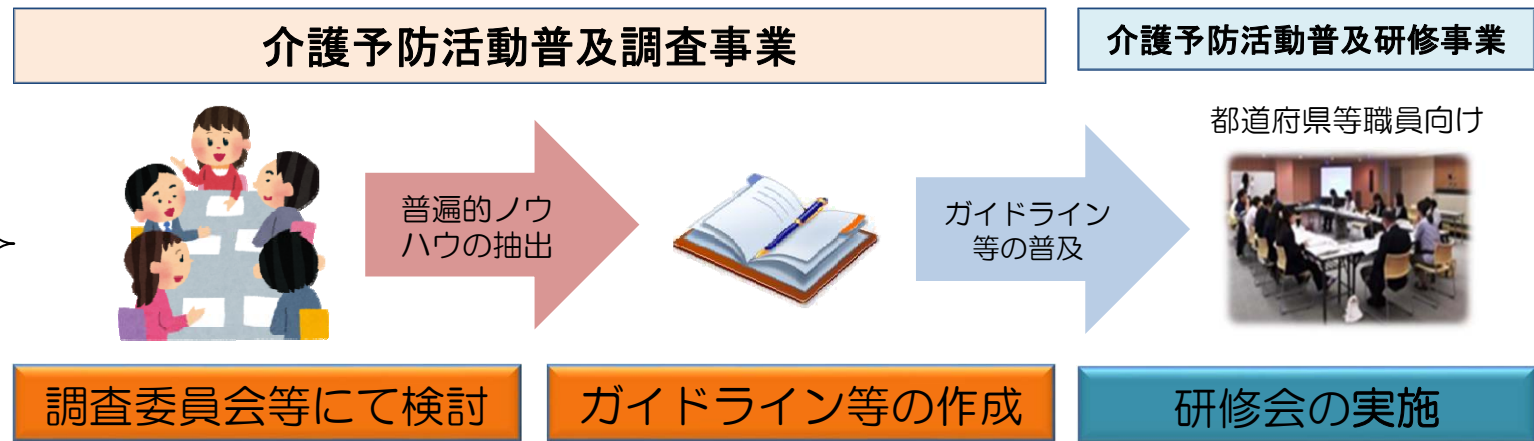 介護予防活動普及調査事業
介護予防活動普及研修事業
都道府県等職員向け
普遍的ノウ
ハウの抽出
ガイドライン
等の普及
調査委員会等にて検討
ガイドライン等の作成
研修会の実施